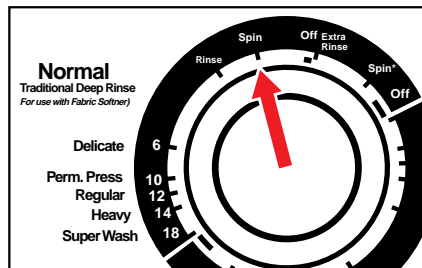 Spin
Off Extra
Rinse
Rinse
Spin*
Off
Normal
Traditional Deep Rinse
For use with Fabric Softner)
Delicate 6
Perm. Press 10
Regular 12
Heavy 14
Super Wash 18